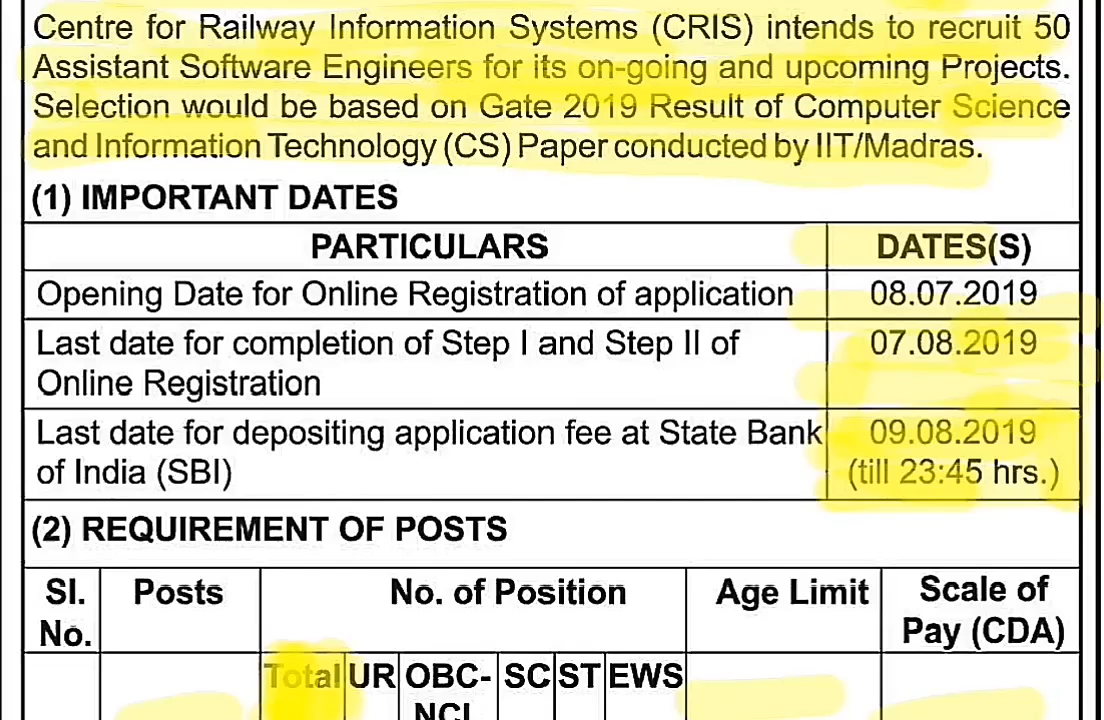 Centre for Railway Information Systems (CRIS) intends to recruit 50
Assistant Software Engineers for its on-going and upcoming Projects.
Selection would be based on Gate 2019 Result of Computer Science
and Information Technology (CS) Paper conducted by IIT/Madras.
(1) IMPORTANT DATES
PARTICULARS DATES(S)
Opening Date for Online Registration of application 08.07.2019
Last date for completion of Step I and Step II of 07.08.2019
Online Registration
Last date for depositing application fee at State Bank 09.08.2019
of India (SBI) (till 23:45 hrs.)
(2) REQUIREMENT OF POSTS
Sl. Posts No. of Position Age Limit Scale of
No. Pay (CDA)
Total UR OBC- SC ST EWS
NCL